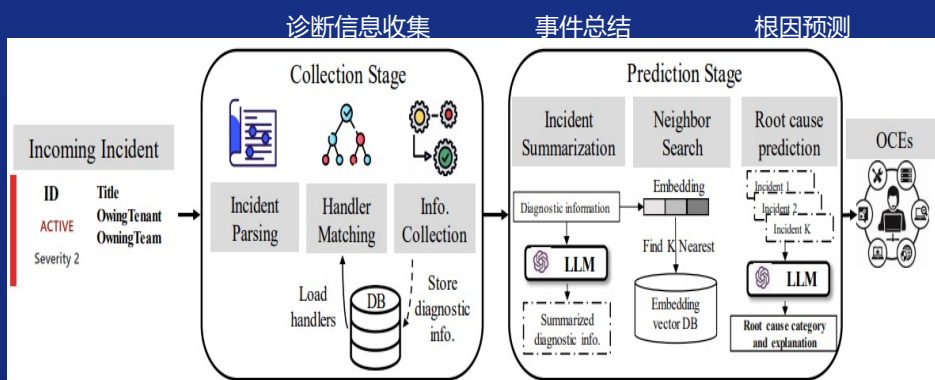 诊断信息收集
事件总结
根因预测
Incoming Incident
ID
ACTIVE
Severity 2
Title
OwingTenant
OwningTeam
Collection Stage
Incident
Parsing
Handler
Matching
Info.
Collection
Load
handlers
DB
Store
diagnostic
info.
Prediction Stage
Incident
Summarization
Diagnostic information
LLM
Summarized
diagnostic info.
Neighbor
Search
Embedding
Find K Nearest
Embedding
vector DB
Root cause
prediction
Incident 1
Incident 2
Incident K
LLM
Root cause category
and explanation
OCEs